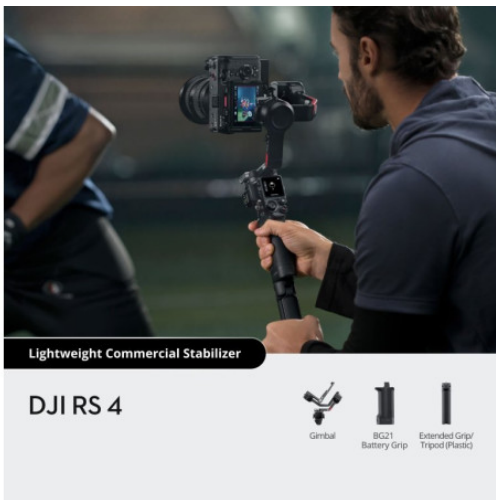 Lightweight Commercial Stabilizer
DJI RS 4
Gimbal
BG21
Battery Grip
Extended Grip/
Tripod (Plastic)